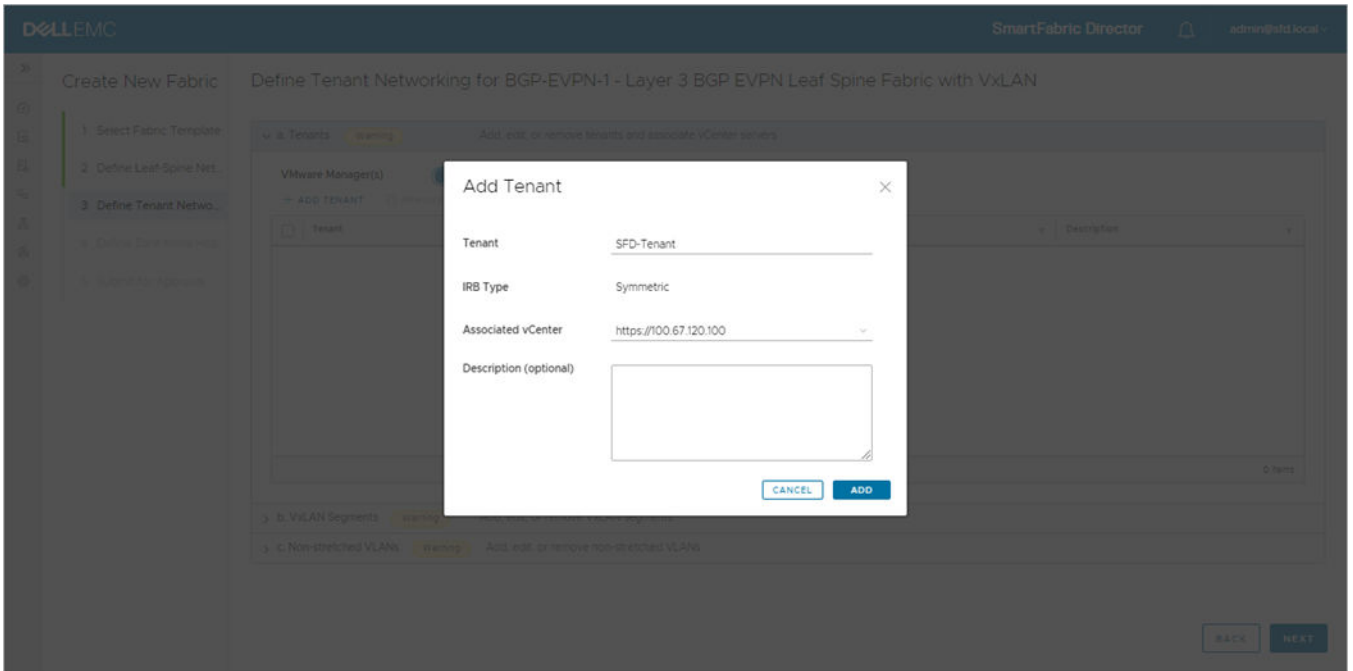 DELLEMC
SmartFabric Director
admin@sfd.local
Create New Fabric
Define Tenant Networking for BGP-EVPN-1 - Layer 3 BGP EVPN Leaf Spine Fabric with VxLAN
1 Select Fabric Template
2 Define Leaf-Spine Net...
3 Define Tenant Netwo...
a. Tenants Warning Add, edit, or remove tenants and associate vCenter servers
VMware Manager(s)
+ ADD TENANT
Tenant
Description
Add Tenant
Tenant SFD-Tenant
IRB Type Symmetric
Associated vCenter https://100.67.120.100
Description (optional)
CANCEL ADD
0 items
b. VxLAN Segments Warning Add, edit, or remove VxLAN segments
c. Non-stretched VLANs Warning Add, edit, or remove non-stretched VLANs
BACK NEXT